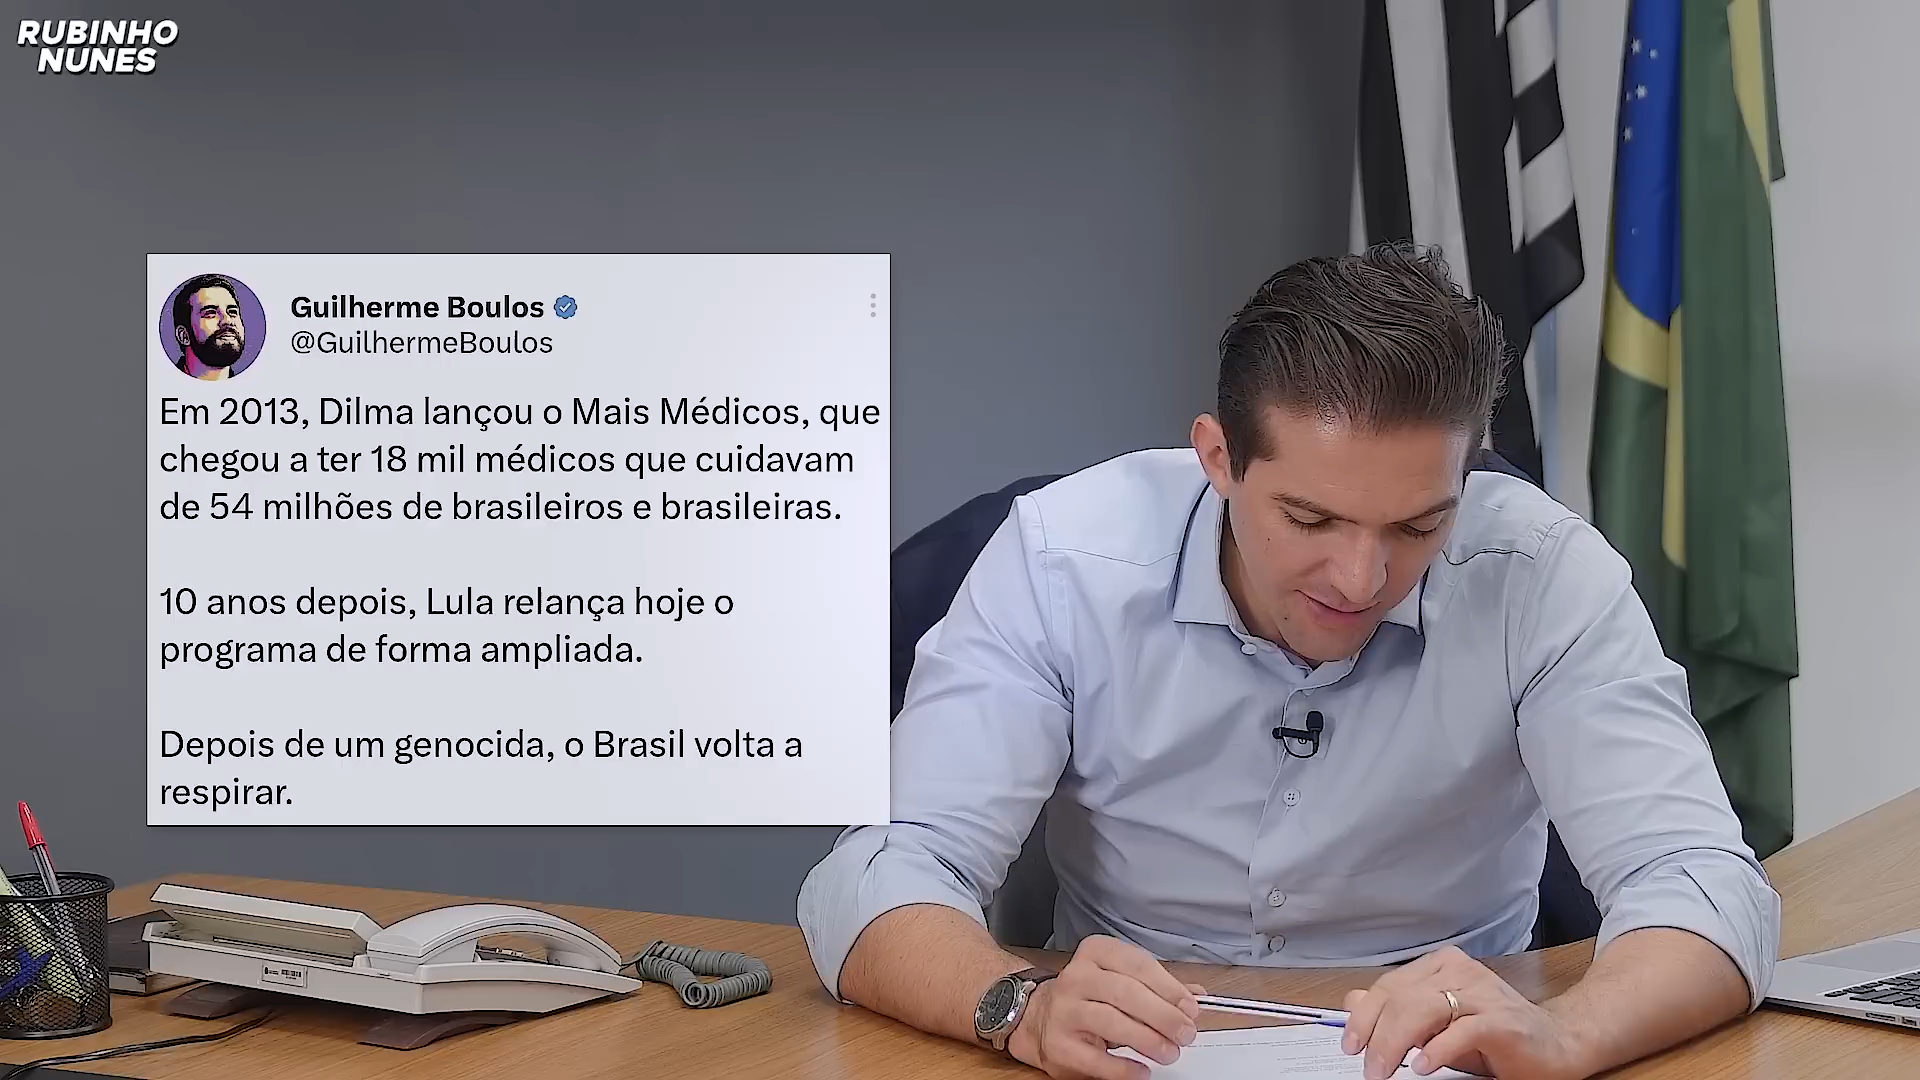 RUBINHO
NUNES
Guilherme Boulos
@GuilhermeBoulos
Em 2013, Dilma lançou o Mais Médicos, que
chegou a ter 18 mil médicos que cuidavam
de 54 milhões de brasileiros e brasileiras.
10 anos depois, Lula relança hoje o
programa de forma ampliada.
Depois de um genocida, o Brasil volta a
respirar.